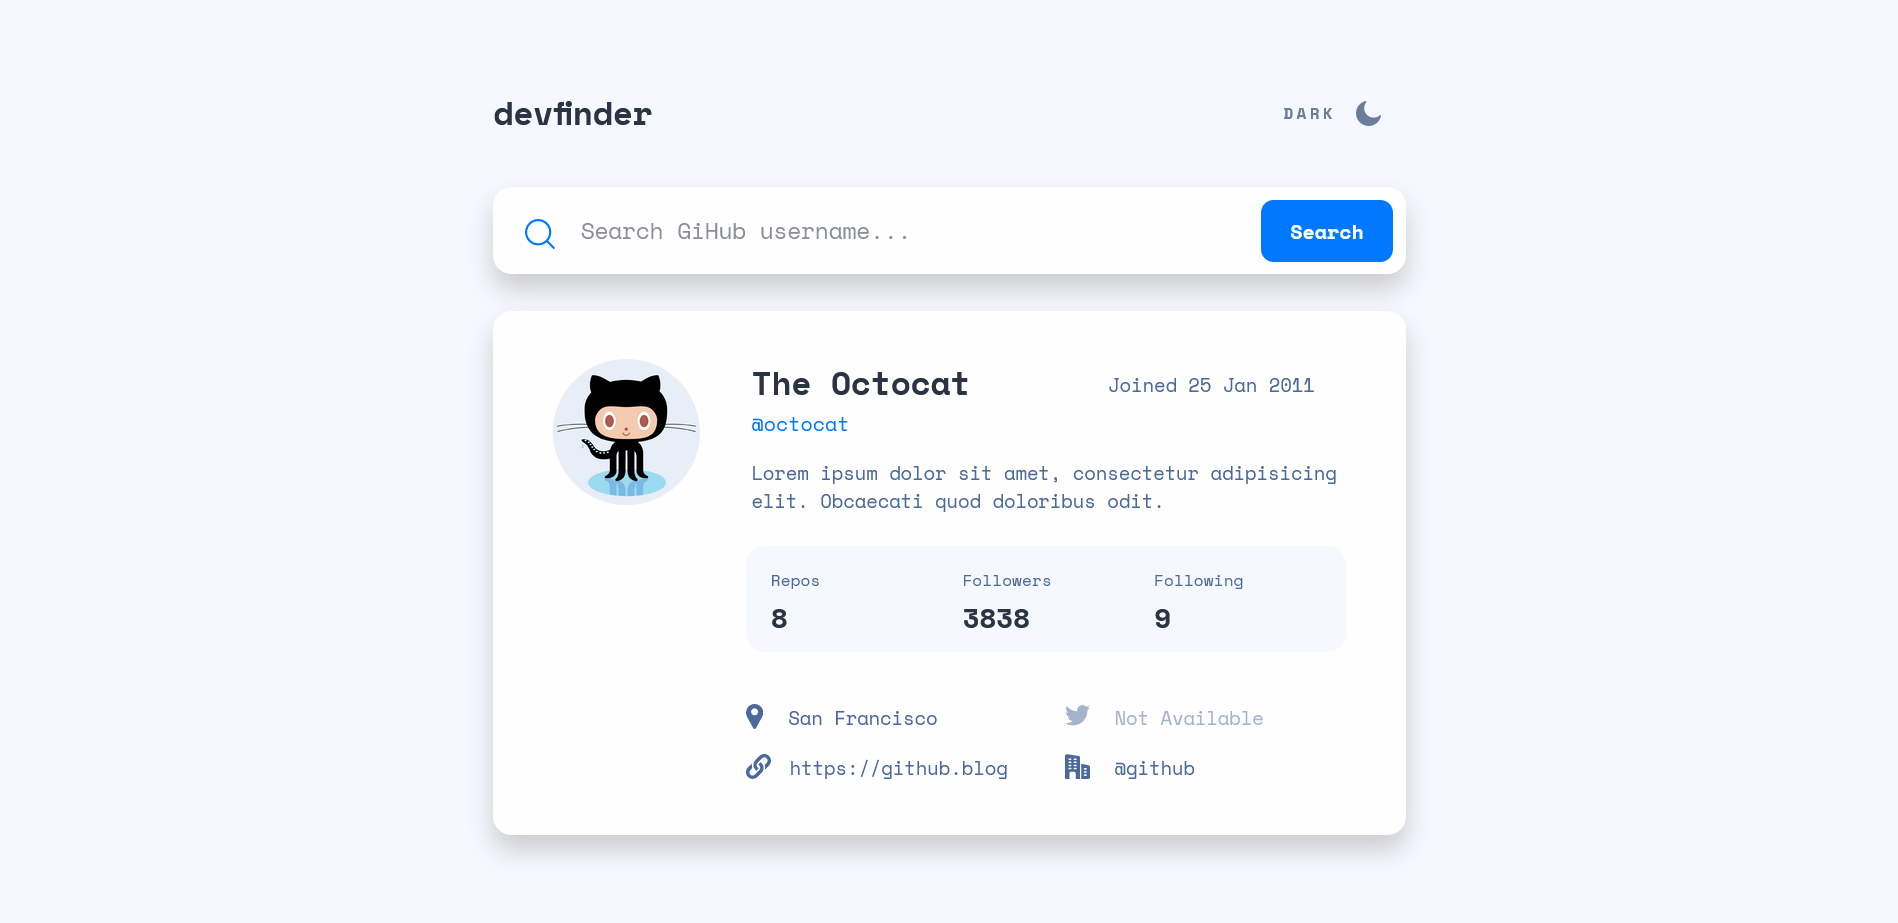 devfinder
DARK
Search GiHub username...
Search
The Octocat
Joined 25 Jan 2011
@octocat
Lorem ipsum dolor sit amet, consectetur adipisicing
elit. Obcaecati quod doloribus odit.
Repos
Followers
Following
8
3838
9
San Francisco
Not Available
https://github.blog
@github